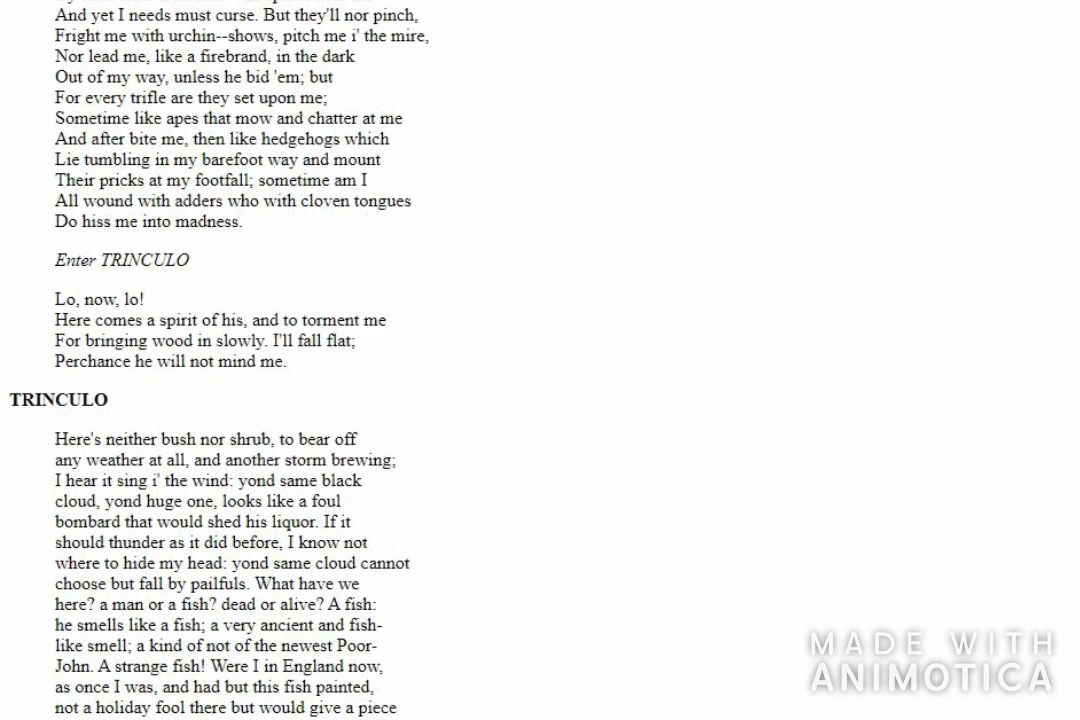 And yet I needs must curse. But they'll nor pinch,
Fright me with urchin--shows, pitch me i' the mire,
Nor lead me, like a firebrand, in the dark
Out of my way, unless he bid 'em; but
For every trifle are they set upon me;
Sometime like apes that mow and chatter at me
And after bite me, then like hedgehogs which
Lie tumbling in my barefoot way and mount
Their pricks at my footfall; sometime am I
All wound with adders who with cloven tongues
Do hiss me into madness.
Enter TRINCULO
Lo, now, lo!
Here comes a spirit of his, and to torment me
For bringing wood in slowly. I'll fall flat;
Perchance he will not mind me.
TRINCULO
Here's neither bush nor shrub, to bear off
any weather at all, and another storm brewing;
I hear it sing i' the wind: yond same black
cloud, yond huge one, looks like a foul
bombard that would shed his liquor. If it
should thunder as it did before, I know not
where to hide my head: yond same cloud cannot
choose but fall by pailfuls. What have we
here? a man or a fish? dead or alive? A fish:
he smells like a fish; a very ancient and fish-
like smell; a kind of not of the newest Poor-
John. A strange fish! Were I in England now,
as once I was, and had but this fish painted,
not a holiday fool there but would give a piece
MADE WITH
ANIMOTICA